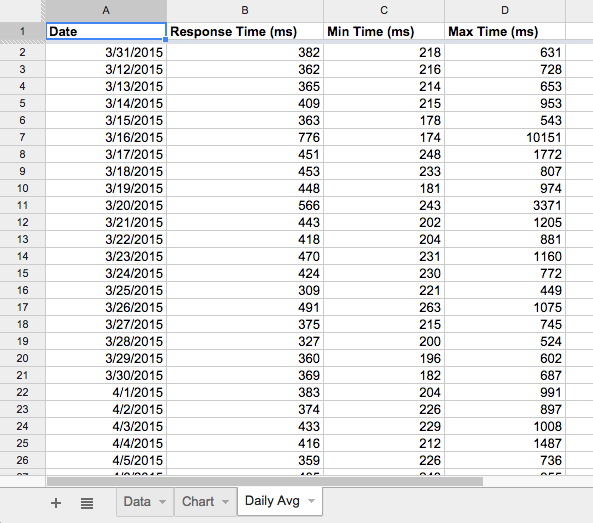 A B C D
1 Date Response Time (ms) Min Time (ms) Max Time (ms)
2 3/31/2015 382 218 631
3 3/12/2015 362 216 728
4 3/13/2015 365 214 653
5 3/14/2015 409 215 953
6 3/15/2015 363 178 543
7 3/16/2015 776 174 10151
8 3/17/2015 451 248 1772
9 3/18/2015 453 233 807
10 3/19/2015 448 181 974
11 3/20/2015 566 243 3371
12 3/21/2015 443 202 1205
13 3/22/2015 418 204 881
14 3/23/2015 470 231 1160
15 3/24/2015 424 230 772
16 3/25/2015 309 221 449
17 3/26/2015 491 263 1075
18 3/27/2015 375 215 745
19 3/28/2015 327 200 524
20 3/29/2015 360 196 602
21 3/30/2015 369 182 687
22 4/1/2015 383 204 991
23 4/2/2015 374 226 897
24 4/3/2015 433 229 1008
25 4/4/2015 416 212 1487
26 4/5/2015 359 226 736
Data Chart Daily Avg